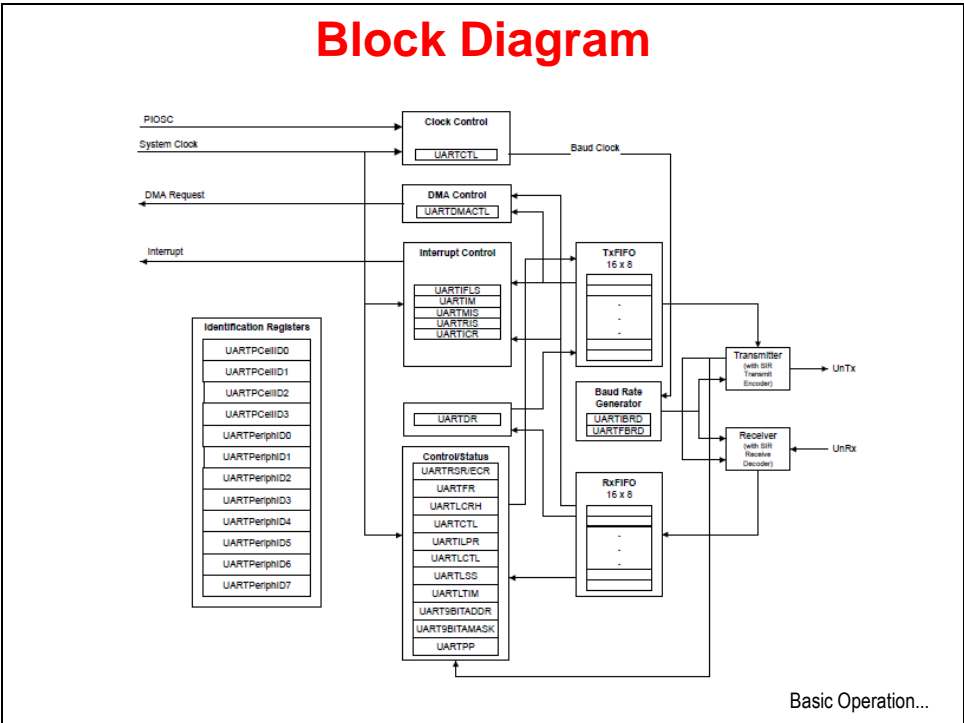 Block Diagram
PIOSC
System Clock
Clock Control
UARTCTL
Baud Clock
DMA Request
DMA Control
UARTDMACTL
Interrupt
Interrupt Control
UARTIFLS
UARTIM
UARTMIS
UARTRIS
UARTICR
TxFIFO
16 x 8
.
.
.
Identification Registers
UARTPCellID0
UARTPCellID1
UARTPCellID2
UARTPCellID3
UARTPeriphID0
UARTPeriphID1
UARTPeriphID2
UARTPeriphID3
UARTPeriphID4
UARTPeriphID5
UARTPeriphID6
UARTPeriphID7
Transmitter
(with SIR
Transmit
Encoder)
UnTx
Baud Rate
Generator
UARTIBRD
UARTFBRD
UARTDR
Receiver
(with SIR
Receive
Decoder)
UnRx
Control/Status
UARTRSR/ECR
UARTFR
UARTLCRH
UARTCTL
UARTILPR
UARTLCTL
UARTLSS
UARTLTIM
UART9BITADDR
UART9BITAMASK
UARTPP
RxFIFO
16 x 8
.
.
.
Basic Operation...